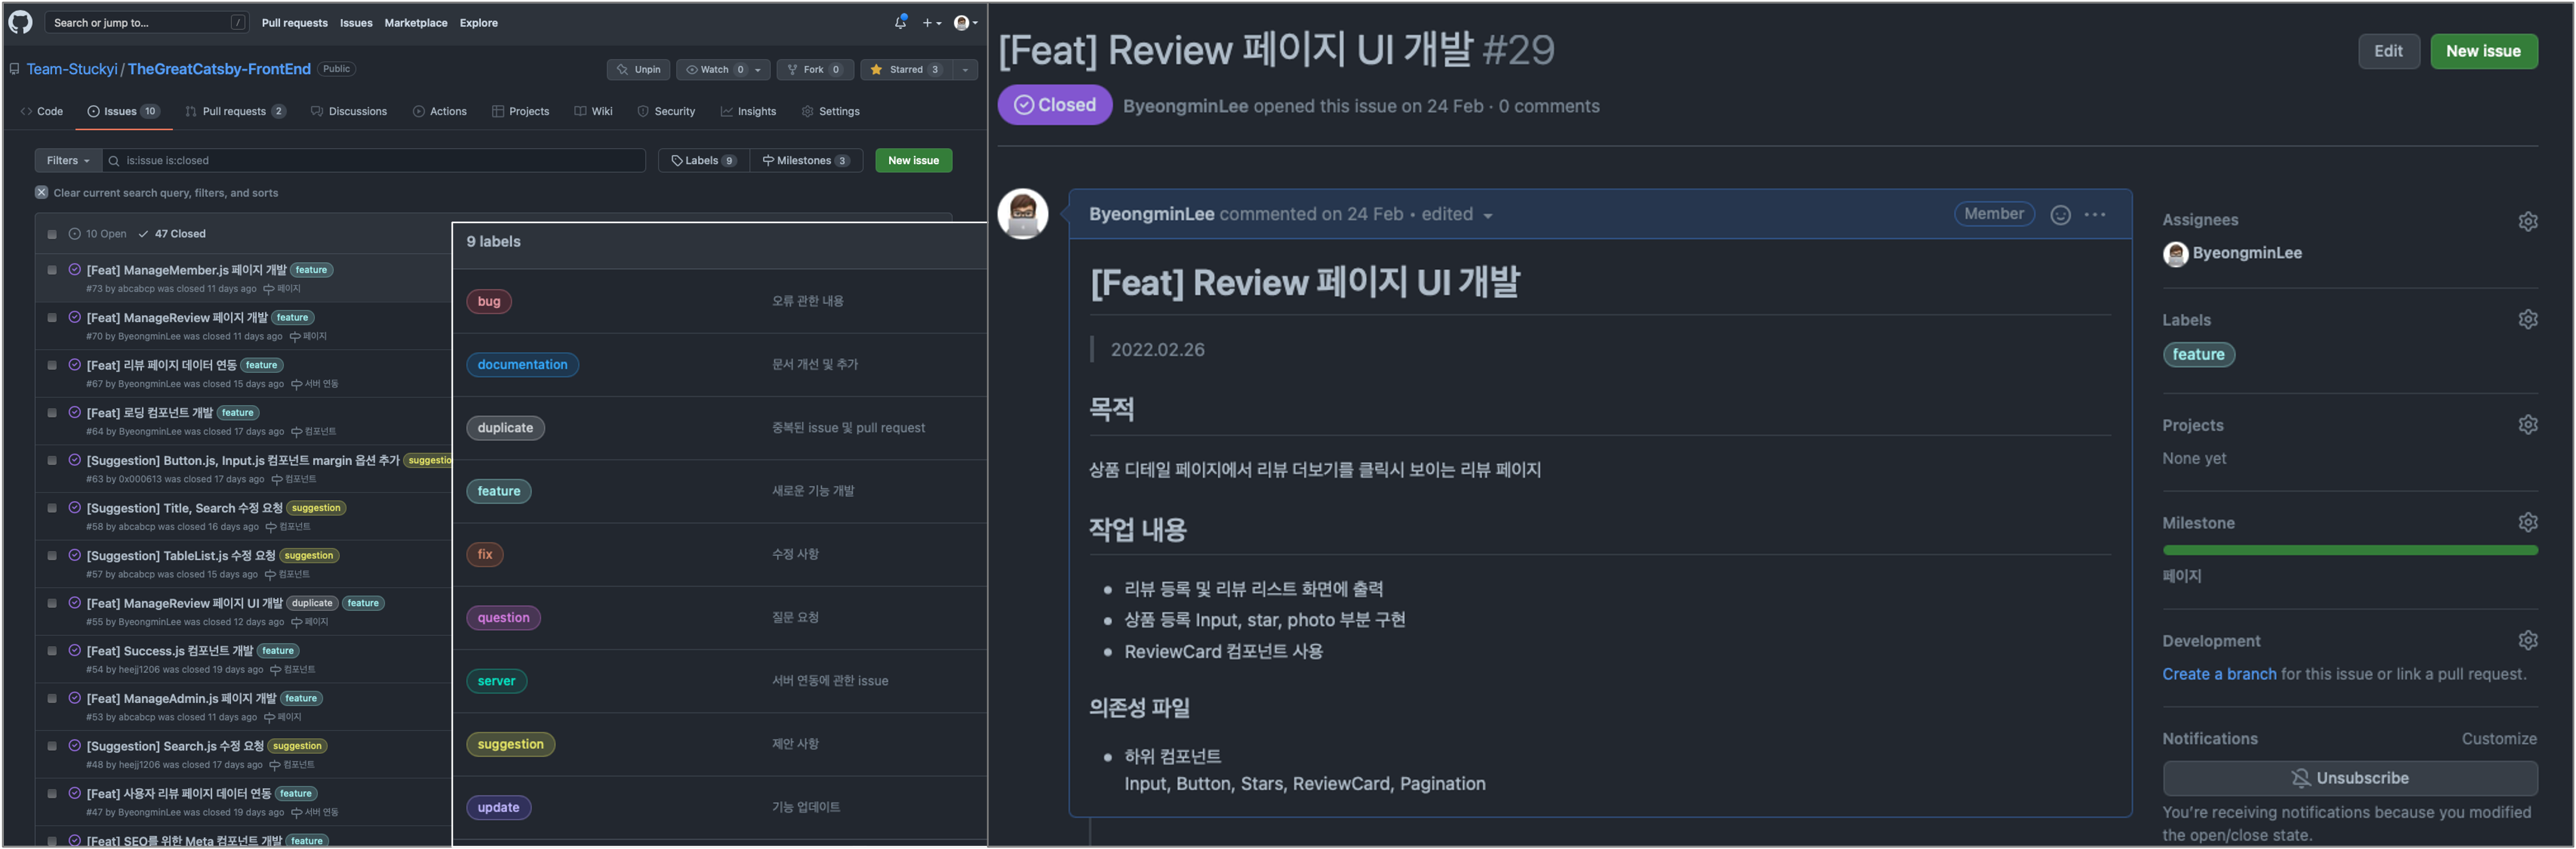 Search or jump to...
/
Pull requests
Issues
Marketplace
Explore
Team-Stuckyi / TheGreatCatsby-FrontEnd
Public
Unpin
Watch 0
Fork 0
Starred 3
Code
Issues 10
Pull requests 2
Discussions
Actions
Projects
Wiki
Security
Insights
Settings
Filters
is:issue is:closed
Labels 9
Milestones 3
New issue
Clear current search query, filters, and sorts
10 Open
47 Closed
[Feat] ManageMember.js 페이지 개발 feature
#73 by abcabcp was closed 11 days ago 페이지
[Feat] ManageReview 페이지 개발 feature
#70 by ByeongminLee was closed 11 days ago 페이지
[Feat] 리뷰 페이지 데이터 연동 feature
#67 by ByeongminLee was closed 15 days ago 서버 연동
[Feat] 로딩 컴포넌트 개발 feature
#64 by ByeongminLee was closed 17 days ago 컴포넌트
[Suggestion] Button.js, Input.js 컴포넌트 margin 옵션 추가 suggestio
#63 by 0x000613 was closed 17 days ago 컴포넌트
[Suggestion] Title, Search 수정 요청 suggestion
#58 by abcabcp was closed 16 days ago 컴포넌트
[Suggestion] TableList.js 수정 요청 suggestion
#57 by abcabcp was closed 15 days ago 컴포넌트
[Feat] ManageReview 페이지 UI 개발 duplicate feature
#55 by ByeongminLee was closed 12 days ago 페이지
[Feat] Success.js 컴포넌트 개발 feature
#54 by heejj1206 was closed 19 days ago 컴포넌트
[Feat] ManageAdmin.js 페이지 개발 feature
#53 by abcabcp was closed 11 days ago 페이지
[Suggestion] Search.js 수정 요청 suggestion
#48 by heejj1206 was closed 17 days ago 컴포넌트
[Feat] 사용자 리뷰 페이지 데이터 연동 feature
#47 by ByeongminLee was closed 19 days ago 서버 연동
[Feat] SEO를 위한 Meta 컴포넌트 개발 feature
9 labels
bug 오류 관한 내용
documentation 문서 개선 및 추가
duplicate 중복된 issue 및 pull request
feature 새로운 기능 개발
fix 수정 사항
question 질문 요청
server 서버 연동에 관한 issue
suggestion 제안 사항
update 기능 업데이트
[Feat] Review 페이지 UI 개발 #29
Edit
New issue
Closed
ByeongminLee opened this issue on 24 Feb · 0 comments
ByeongminLee commented on 24 Feb • edited
Member
[Feat] Review 페이지 UI 개발
2022.02.26
목적
상품 디테일 페이지에서 리뷰 더보기를 클릭시 보이는 리뷰 페이지
작업 내용
• 리뷰 등록 및 리뷰 리스트 화면에 출력
• 상품 등록 Input, star, photo 부분 구현
• ReviewCard 컴포넌트 사용
의존성 파일
• 하위 컴포넌트
Input, Button, Stars, ReviewCard, Pagination
Assignees
ByeongminLee
Labels
feature
Projects
None yet
Milestone
페이지
Development
Create a branch for this issue or link a pull request.
Notifications
Customize
Unsubscribe
You're receiving notifications because you modified
the open/close state.